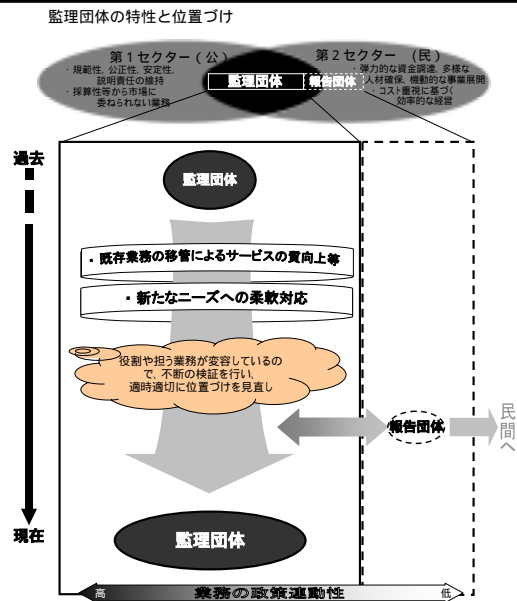 監理団体の特性と位置づけ
第1セクター（公）
・規範性、公正性、安定性、
説明責任の維持
・採算性等から市場に
委ねられない業務
第2セクター　（民）
・弾力的な資金調達、多様な
人材確保、機動的な事業展開
・コスト重視に基づく
効率的な経営
監理団体
報告団体
過去
監理団体
・既存業務の移管によるサービスの質向上等
・新たなニーズへの柔軟対応
役割や担う業務が変容しているの
で、不断の検証を行い、
適時適切に位置づけを見直し
報告団体
民間へ
現在
監理団体
高
業務の政策連動性
低